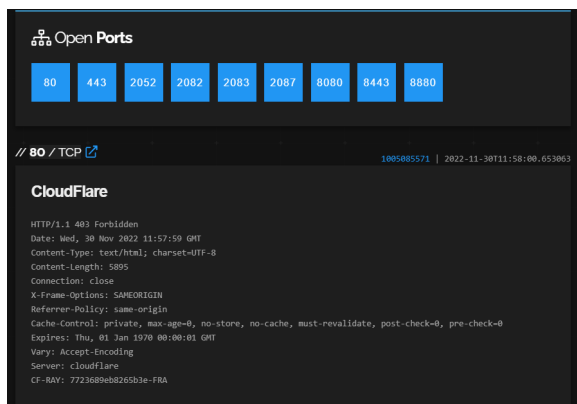 Open Ports
80 443 2052 2082 2083 2087 8080 8443 8880
// 80 / TCP
1005085571 | 2022-11-30T11:58:00.653063
CloudFlare
HTTP/1.1 403 Forbidden
Date: Wed, 30 Nov 2022 11:57:59 GMT
Content-Type: text/html; charset=UTF-8
Content-Length: 5895
Connection: close
X-Frame-Options: SAMEORIGIN
Referrer-Policy: same-origin
Cache-Control: private, max-age=0, no-store, no-cache, must-revalidate, post-check=0, pre-check=0
Expires: Thu, 01 Jan 1970 00:00:01 GMT
Vary: Accept-Encoding
Server: cloudflare
CF-RAY: 7723689eb8265b3e-FRA